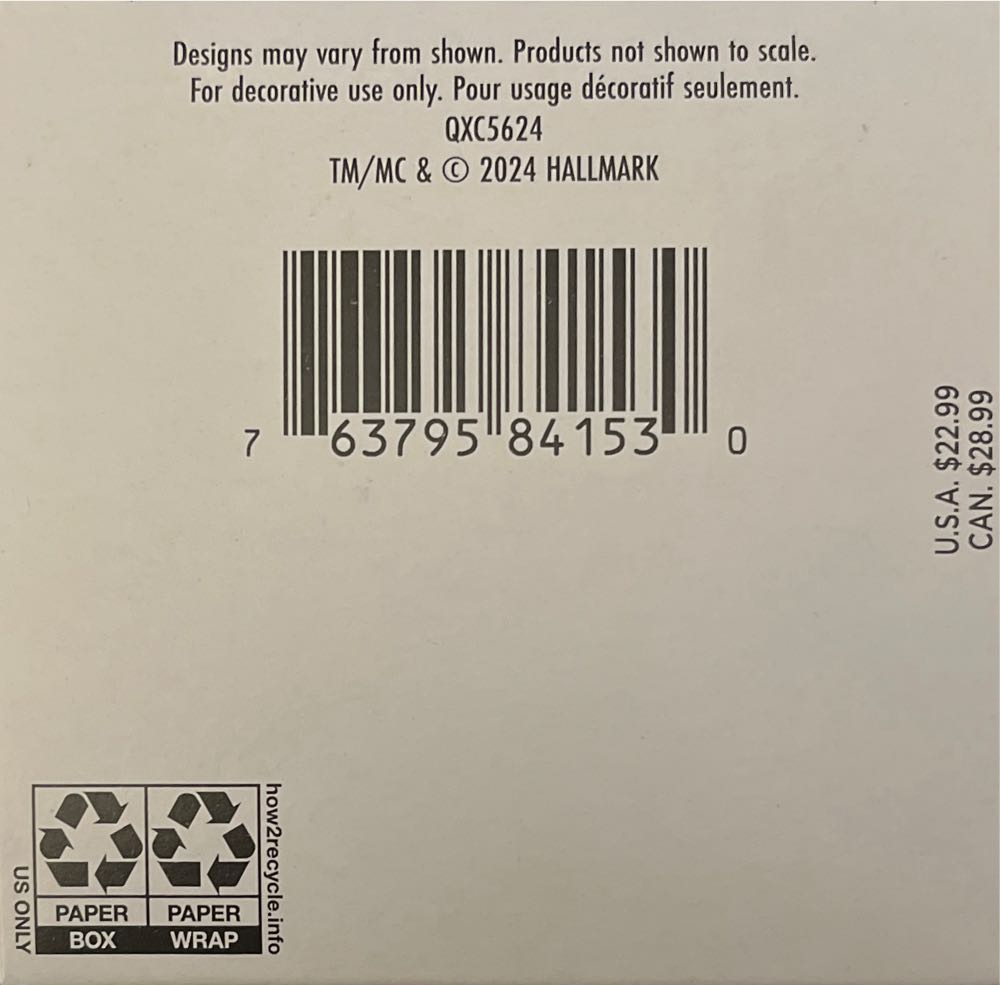 Designs may vary from shown. Products not shown to scale.
For decorative use only. Pour usage décoratif seulement.
QXC5624
TM/MC & © 2024 HALLMARK
7 63795 84153 0
U.S.A. $22.99
CAN. $28.99
US ONLY
PAPER
BOX
PAPER
WRAP
how2recycle.info